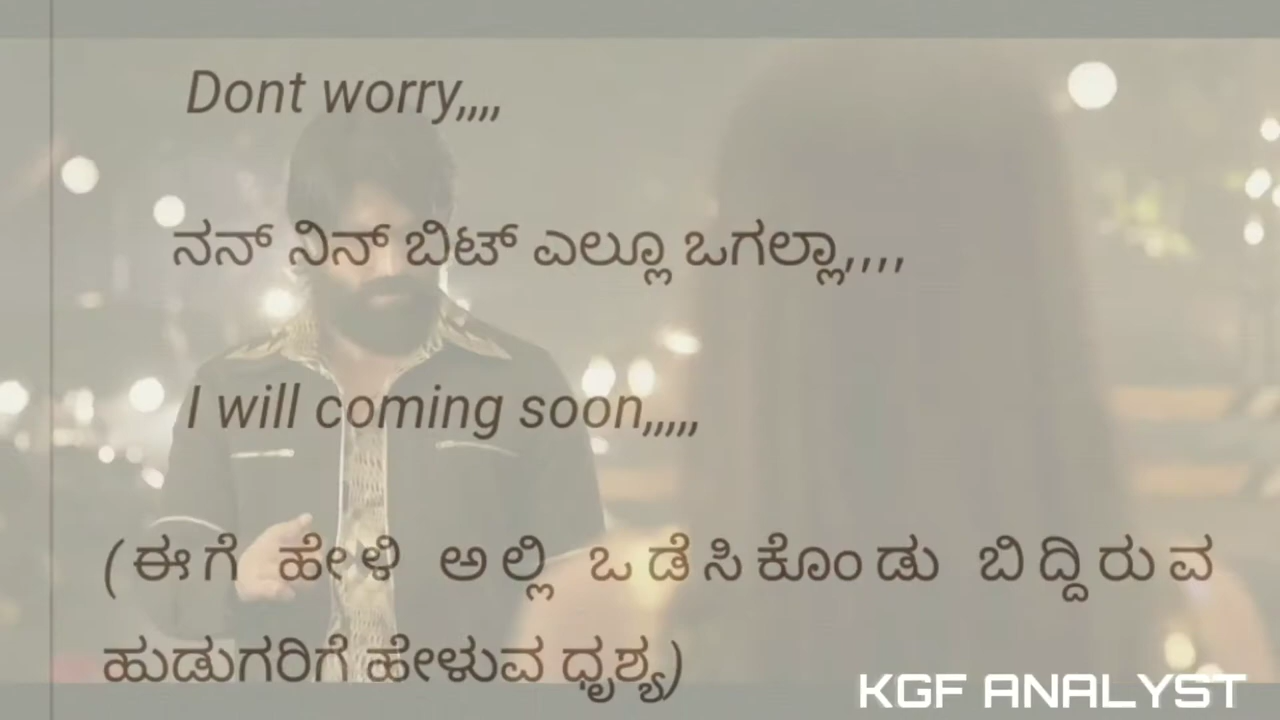 Dont worry,,,,
ನನ್ ನಿನ್ ಬಿಟ್ ಎಲ್ಲೂ ಒಗಲ್ಲಾ,,,,
I will coming soon,,,,,
(ಈಗೆ ಹೇಳಿ ಅಲ್ಲಿ ಒಡೆಸಿಕೊಂಡು ಬಿದ್ದಿರುವ
ಹುಡುಗರಿಗೆ ಹೇಳುವ ಧೃಶ್ಯ)
KGF ANALYST